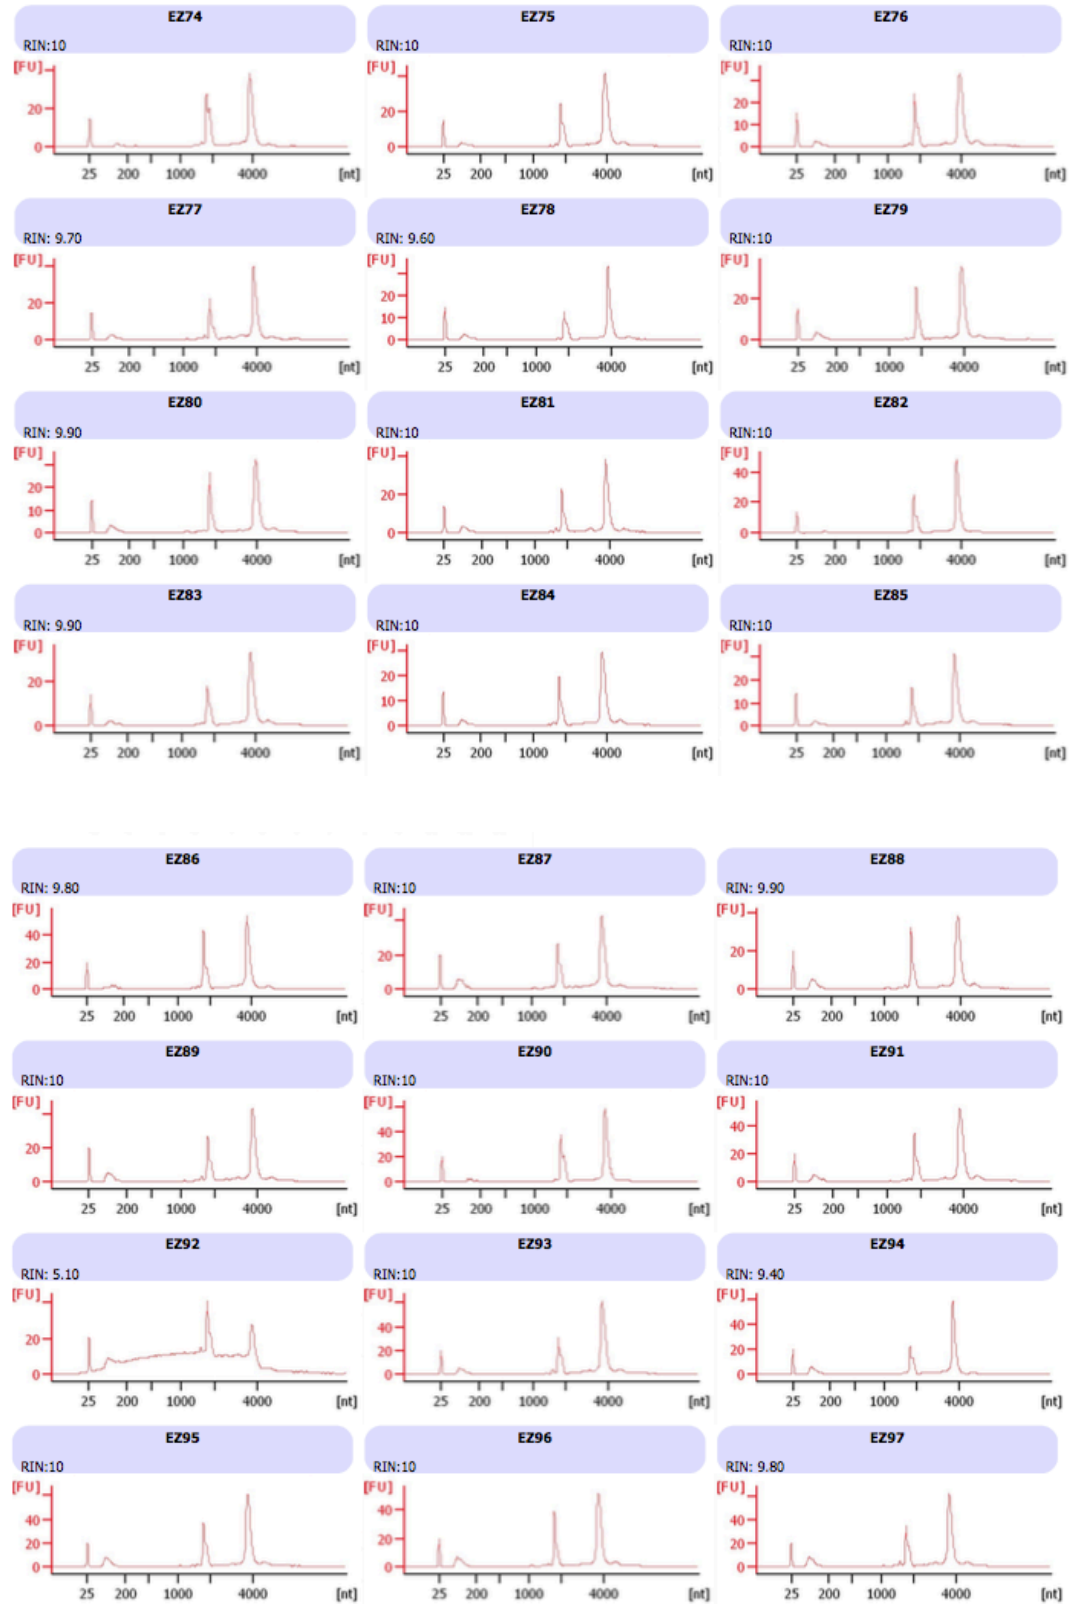 EZ74 EZ75 EZ76
RIN:10 RIN:10 RIN:10
[FU] [FU] [FU]
20 20 20
10
0 0 0
25 200 1000 4000 [nt] 25 200 1000 4000 [nt] 25 200 1000 4000 [nt]
EZ77 EZ78 EZ79
RIN: 9.70 RIN: 9.60 RIN:10
[FU] [FU] [FU]
20 20 20
10
0 0 0
25 200 1000 4000 [nt] 25 200 1000 4000 [nt] 25 200 1000 4000 [nt]
EZ80 EZ81 EZ82
RIN: 9.90 RIN:10 RIN:10
[FU] [FU] [FU]
40
20 20 20
10
0 0 0
25 200 1000 4000 [nt] 25 200 1000 4000 [nt] 25 200 1000 4000 [nt]
EZ83 EZ84 EZ85
RIN: 9.90 RIN:10 RIN:10
[FU] [FU] [FU]
20 20 20
10 10
0 0 0
25 200 1000 4000 [nt] 25 200 1000 4000 [nt] 25 200 1000 4000 [nt]
EZ86 EZ87 EZ88
RIN: 9.80 RIN:10 RIN: 9.90
[FU] [FU] [FU]
40
20 20 20
0 0 0
25 200 1000 4000 [nt] 25 200 1000 4000 [nt] 25 200 1000 4000 [nt]
EZ89 EZ90 EZ91
RIN:10 RIN:10 RIN:10
[FU] [FU] [FU]
40 40
20 20 20
0 0 0
25 200 1000 4000 [nt] 25 200 1000 4000 [nt] 25 200 1000 4000 [nt]
EZ92 EZ93 EZ94
RIN: 5.10 RIN:10 RIN: 9.40
[FU] [FU] [FU]
40 40
20 20 20
0 0 0
25 200 1000 4000 [nt] 25 200 1000 4000 [nt] 25 200 1000 4000 [nt]
EZ95 EZ96 EZ97
RIN:10 RIN:10 RIN: 9.80
[FU] [FU] [FU]
40 40 40
20 20 20
0 0 0
25 200 1000 4000 [nt] 25 200 1000 4000 [nt] 25 200 1000 4000 [nt]